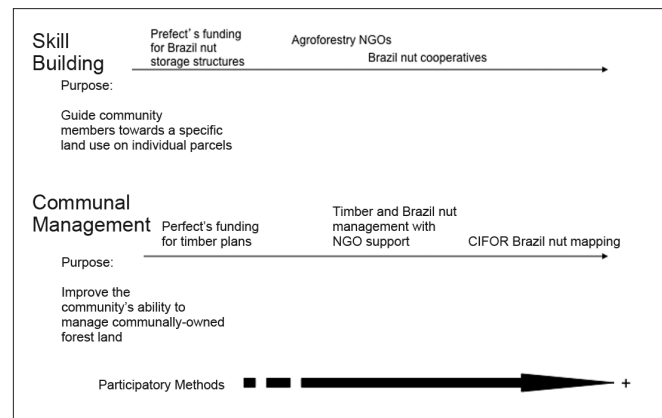 Skill
Building
Prefect's funding
for Brazil nut
storage structures
Agroforestry NGOs
Brazil nut cooperatives
Purpose:
Guide community
members towards a specific
land use on individual parcels
Communal
Management
Perfect's funding
for timber plans
Timber and Brazil nut
management with
NGO support
CIFOR Brazil nut mapping
Purpose:
Improve the
community's ability to
manage communally-owned
forest land
Participatory Methods
+